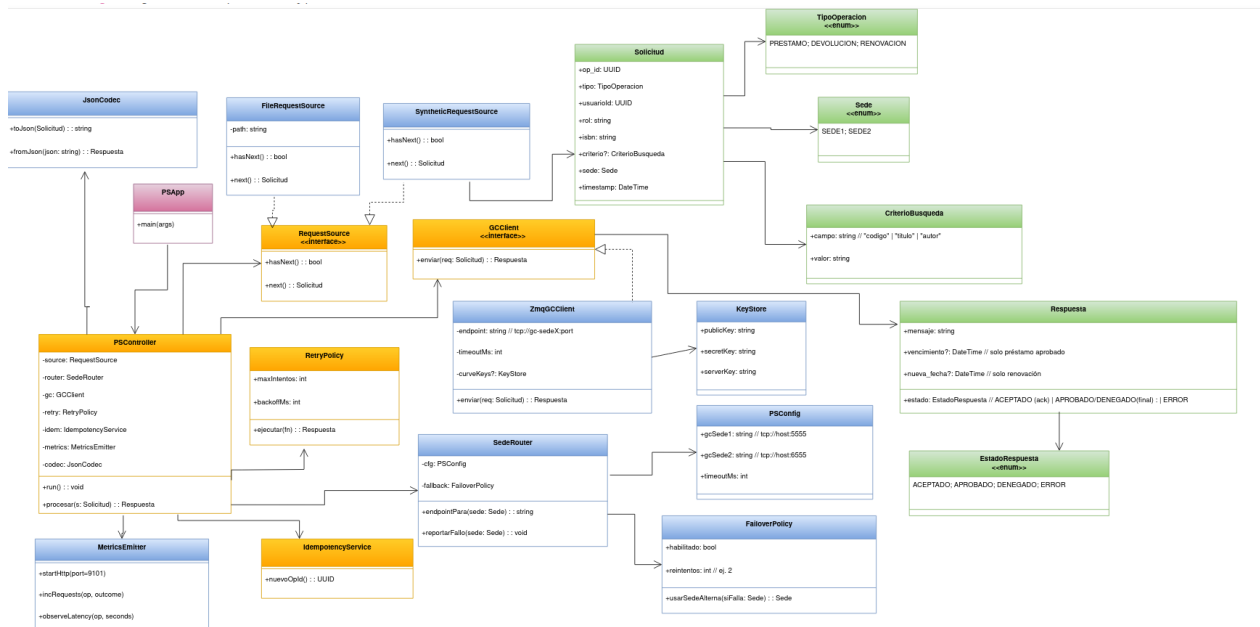 TipoOperacion
<<enum>>
PRESTAMO; DEVOLUCION; RENOVACION
Solicitud
+op_id: UUID
+tipo: TipoOperacion
+usuarioId: UUID
+rol: string
+isbn: string
+criterio?: CriterioBusqueda
+sede: Sede
+timestamp: DateTime
Sede
<<enum>>
SEDE1; SEDE2
JsonCodec
+toJson(Solicitud) : : string
+fromJson(json: string) : : Respuesta
FileRequestSource
-path: string
+hasNext() : : bool
+next() : : Solicitud
SyntheticRequestSource
+hasNext() : : bool
+next() : : Solicitud
PSApp
+main(args)
RequestSource
<<interface>>
+hasNext() : : bool
+next() : : Solicitud
GCClient
<<interface>>
+enviar(req: Solicitud) : : Respuesta
CriterioBusqueda
+campo: string // "codigo" | "titulo" | "autor"
+valor: string
ZmqGCClient
-endpoint: string // tcp://gc-sedeX:port
-timeoutMs: int
-curveKeys?: KeyStore
+enviar(req: Solicitud) : : Respuesta
KeyStore
+publicKey: string
+secretKey: string
+serverKey: string
Respuesta
+mensaje: string
+vencimiento?: DateTime // solo préstamo aprobado
+nueva_fecha?: DateTime // solo renovación
+estado: EstadoRespuesta // ACEPTADO (ack) | APROBADO/DENEGADO(final) : | ERROR
PSController
-source: RequestSource
-router: SedeRouter
-gc: GCClient
-retry: RetryPolicy
-idem: IdempotencyService
-metrics: MetricsEmitter
-codec: JsonCodec
+run() : : void
+procesar(s: Solicitud) : : Respuesta
RetryPolicy
+maxIntentos: int
+backoffMs: int
+ejecutar(fn) : : Respuesta
PSConfig
+gcSede1: string // tcp://host:5555
+gcSede2: string // tcp://host:6555
+timeoutMs: int
SedeRouter
-cfg: PSConfig
-fallback: FailoverPolicy
+endpointPara(sede: Sede) : : string
+reportarFallo(sede: Sede) : : void
EstadoRespuesta
<<enum>>
ACEPTADO; APROBADO; DENEGADO; ERROR
MetricsEmitter
+startHttp(port=9101)
+incRequests(op, outcome)
+observeLatency(op, seconds)
IdempotencyService
+nuevoOpId() : : UUID
FailoverPolicy
+habilitado: bool
+reintentos: int // ej. 2
+usarSedeAlterna(siFalla: Sede) : : Sede